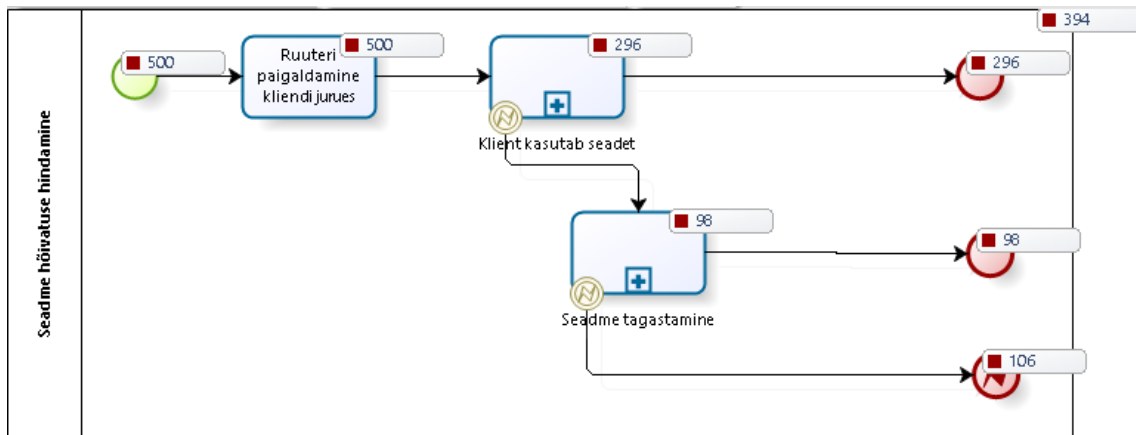 394
500
500
296
296
Ruuteri
paigaldamine
kliendi jurues
Klient kasutab seadet
98
98
Seadme tagastamine
106
Seadme hõivatuse hindamine